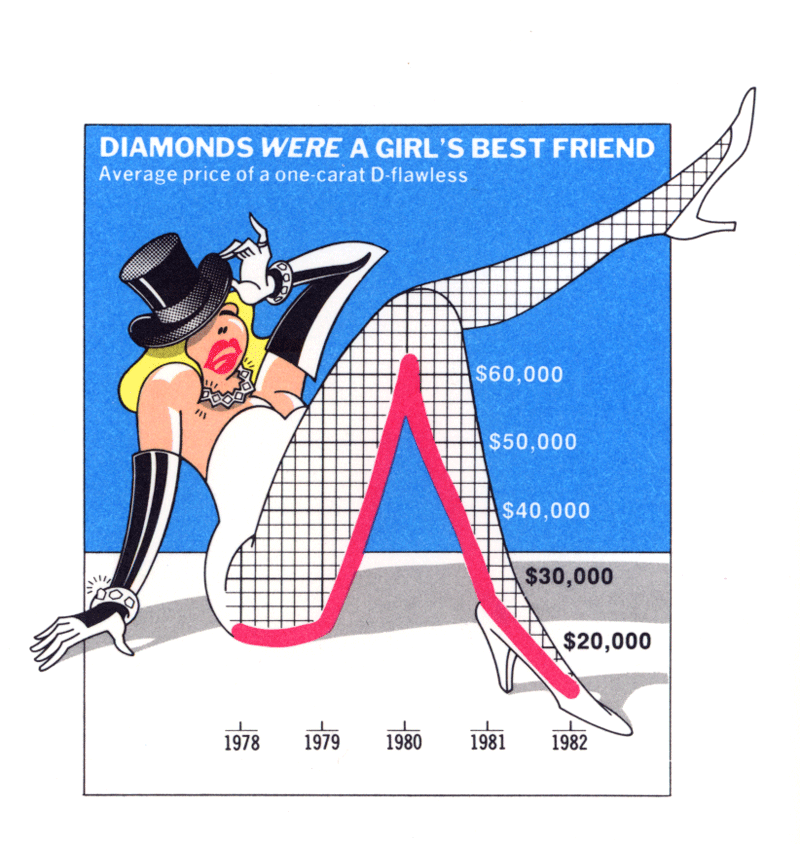 DIAMONDS WERE A GIRL'S BEST FRIEND
Average price of a one-carat D-flawless
$60,000
$50,000
$40,000
$30,000
$20,000
1978 1979 1980 1981 1982